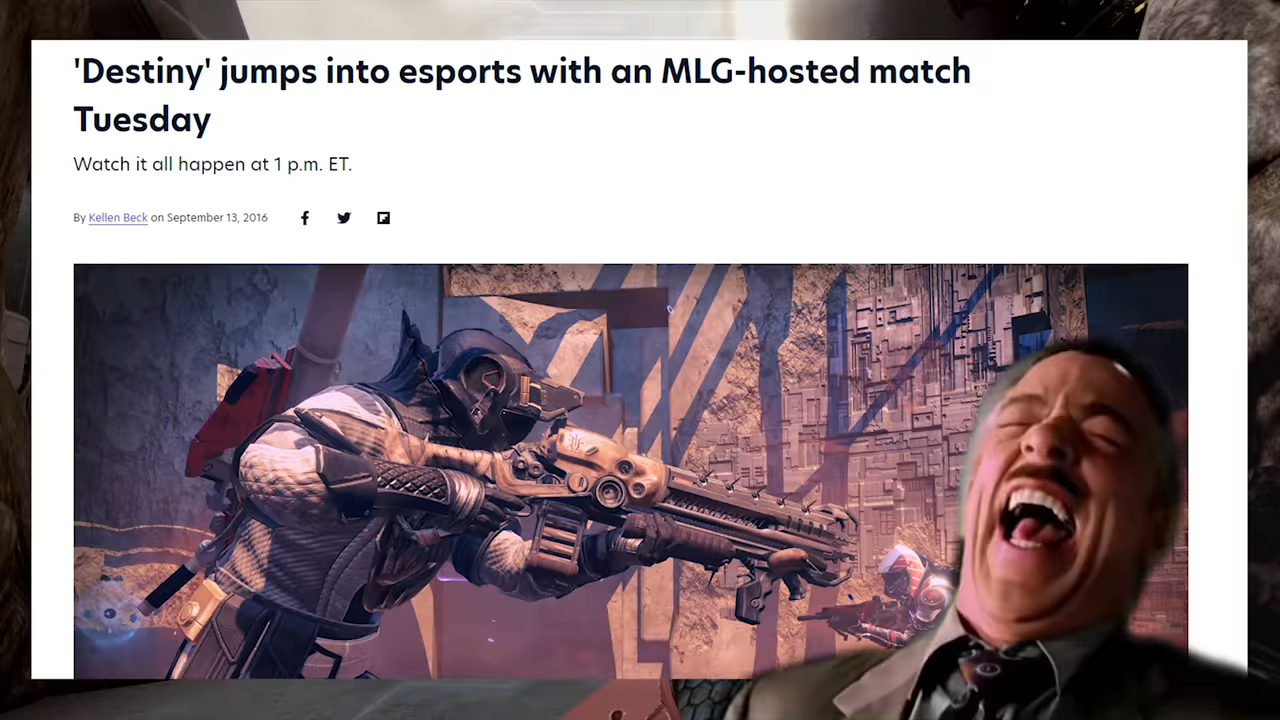 'Destiny' jumps into esports with an MLG-hosted match
Tuesday
Watch it all happen at 1 p.m. ET.
By Kellen Beck on September 13, 2016